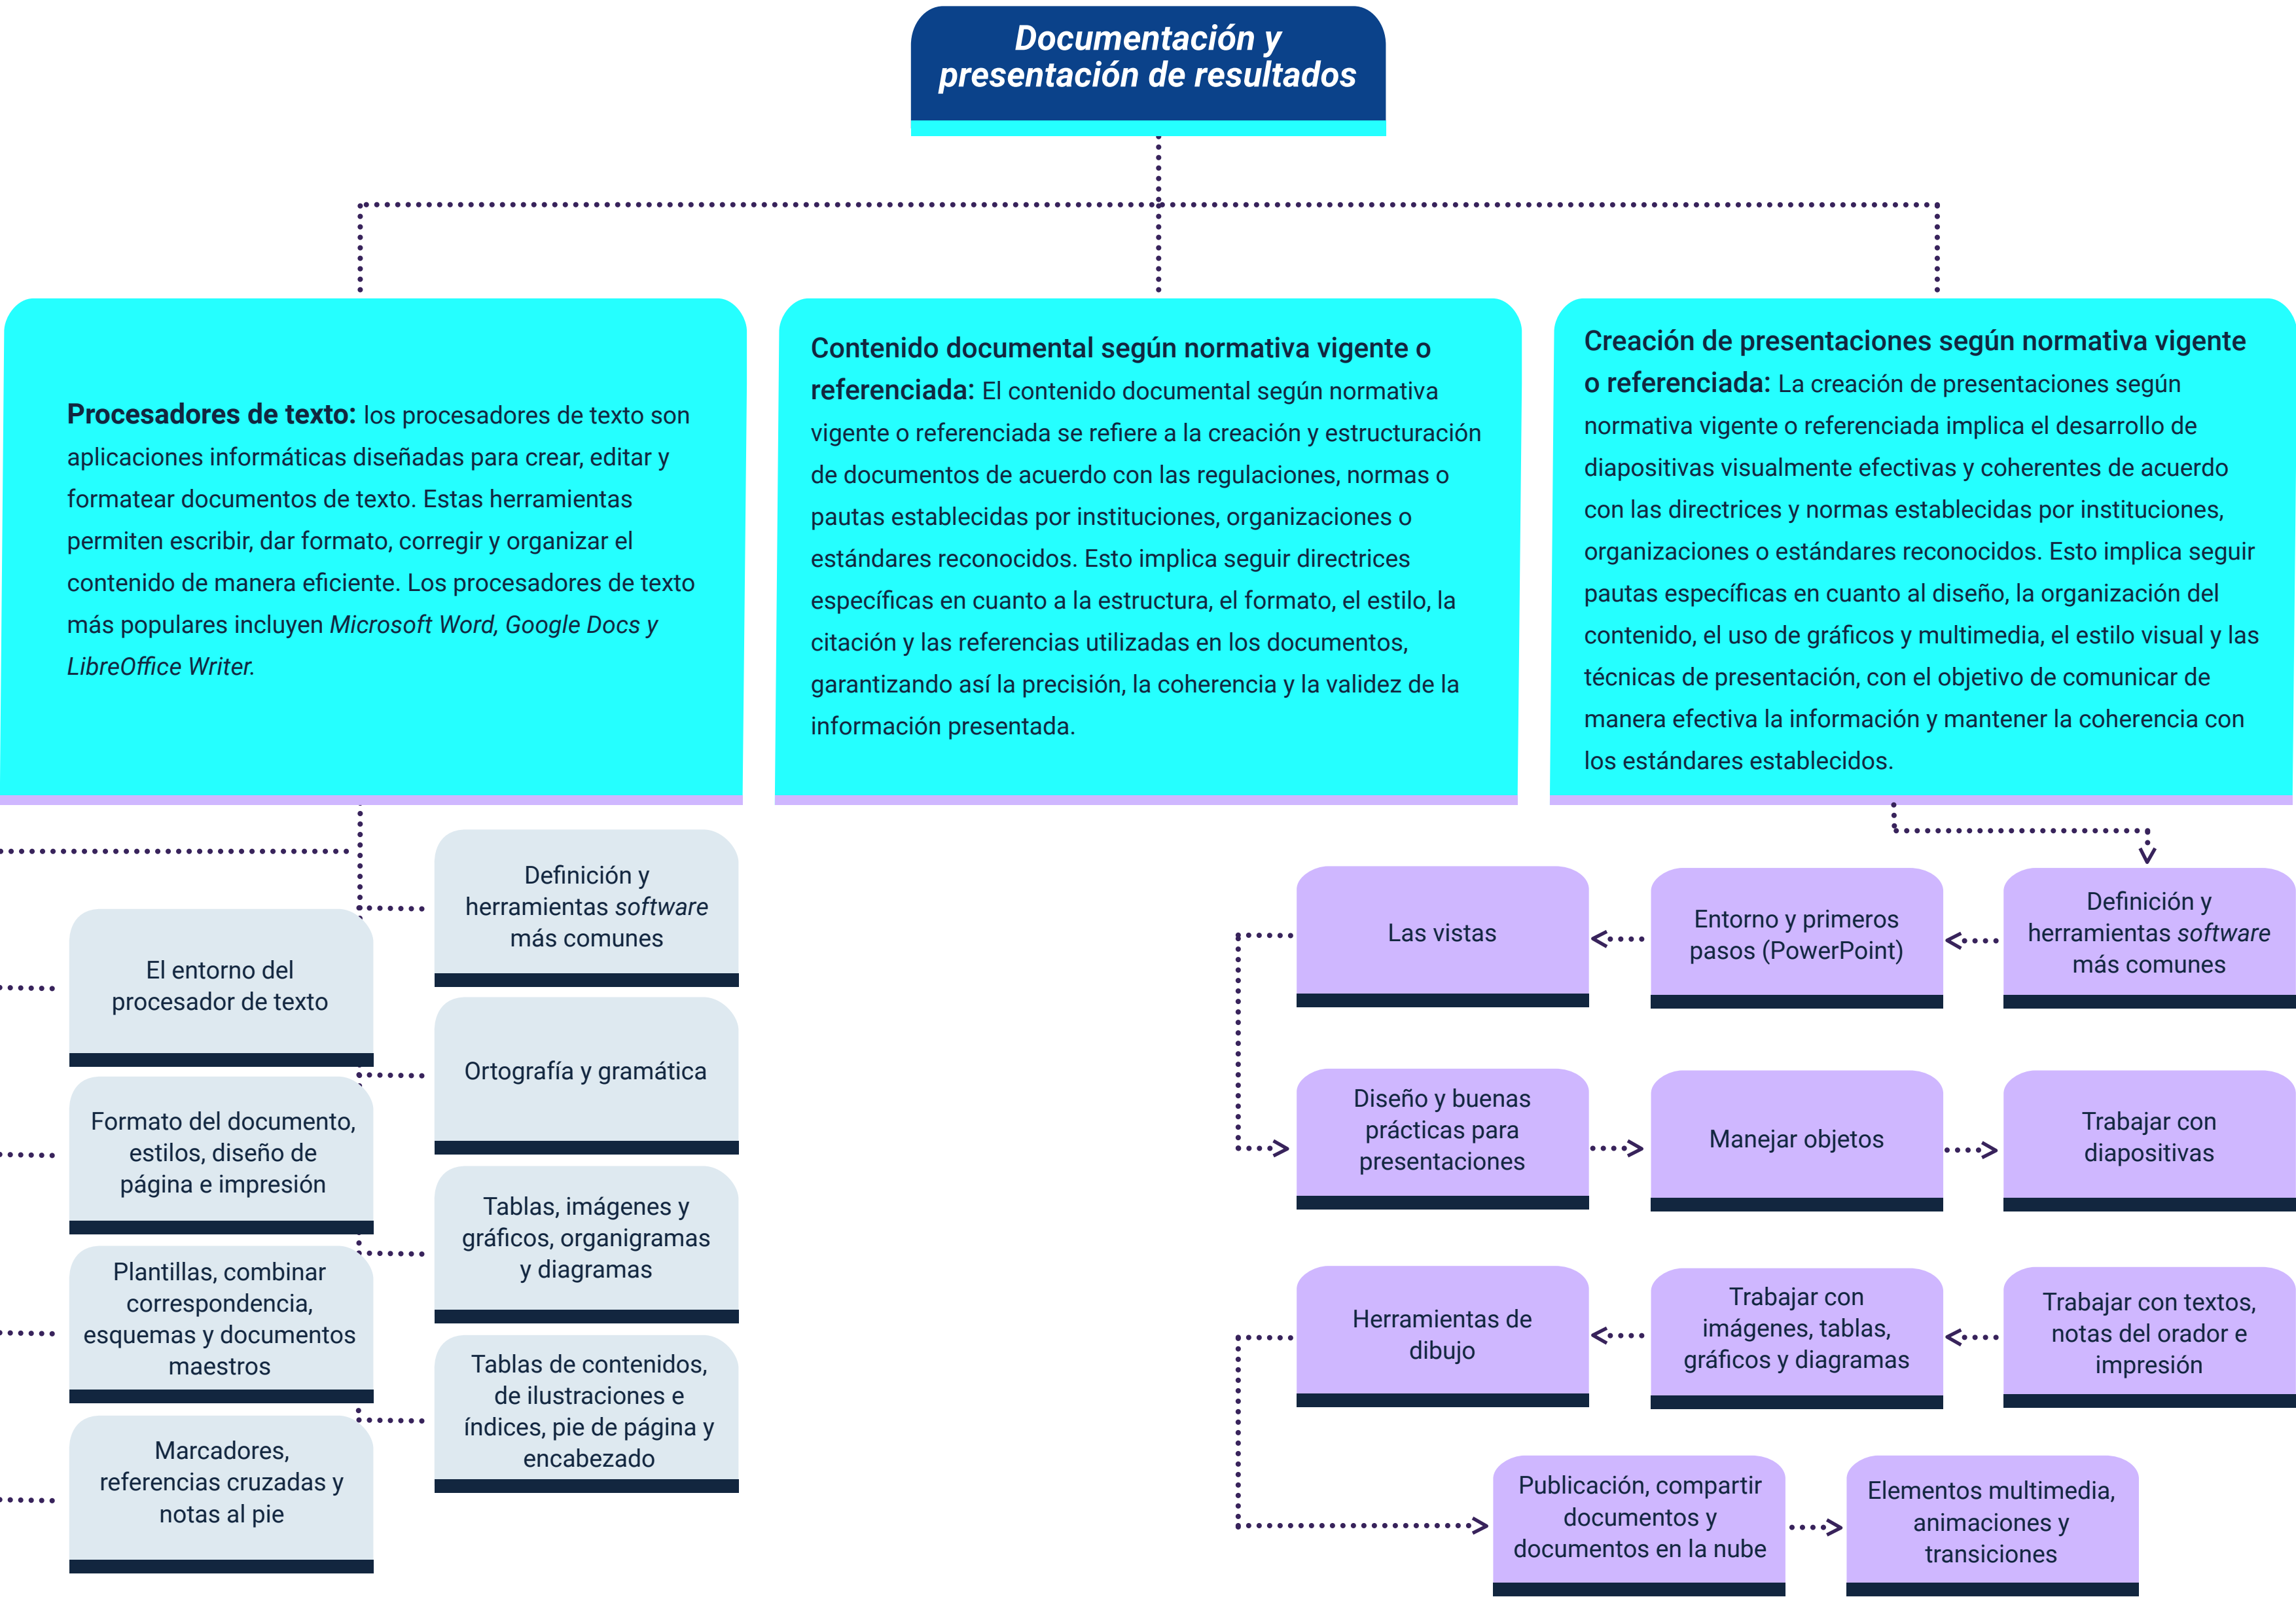 Documentación y
presentación de resultados
Procesadores de texto: los procesadores de texto son
aplicaciones informáticas diseñadas para crear, editar y
formatear documentos de texto. Estas herramientas
permiten escribir, dar formato, corregir y organizar el
contenido de manera eficiente. Los procesadores de texto
más populares incluyen Microsoft Word, Google Docs y
LibreOffice Writer.
Contenido documental según normativa vigente o
referenciada: El contenido documental según normativa
vigente o referenciada se refiere a la creación y estructuración
de documentos de acuerdo con las regulaciones, normas o
pautas establecidas por instituciones, organizaciones o
estándares reconocidos. Esto implica seguir directrices
específicas en cuanto a la estructura, el formato, el estilo, la
citación y las referencias utilizadas en los documentos,
garantizando así la precisión, la coherencia y la validez de la
información presentada.
Creación de presentaciones según normativa vigente
o referenciada: La creación de presentaciones según
normativa vigente o referenciada implica el desarrollo de
diapositivas visualmente efectivas y coherentes de acuerdo
con las directrices y normas establecidas por instituciones,
organizaciones o estándares reconocidos. Esto implica seguir
pautas específicas en cuanto al diseño, la organización del
contenido, el uso de gráficos y multimedia, el estilo visual y las
técnicas de presentación, con el objetivo de comunicar de
manera efectiva la información y mantener la coherencia con
los estándares establecidos.
Definición y
herramientas software
más comunes
El entorno del
procesador de texto
Ortografía y gramática
Formato del documento,
estilos, diseño de
página e impresión
Tablas, imágenes y
gráficos, organigramas
y diagramas
Plantillas, combinar
correspondencia,
esquemas y documentos
maestros
Tablas de contenidos,
de ilustraciones e
índices, pie de página y
encabezado
Marcadores,
referencias cruzadas y
notas al pie
Definición y
herramientas software
más comunes
Entorno y primeros
pasos (PowerPoint)
Las vistas
Diseño y buenas
prácticas para
presentaciones
Manejar objetos
Trabajar con
diapositivas
Trabajar con textos,
notas del orador e
impresión
Trabajar con
imágenes, tablas,
gráficos y diagramas
Herramientas de
dibujo
Publicación, compartir
documentos y
documentos en la nube
Elementos multimedia,
animaciones y
transiciones